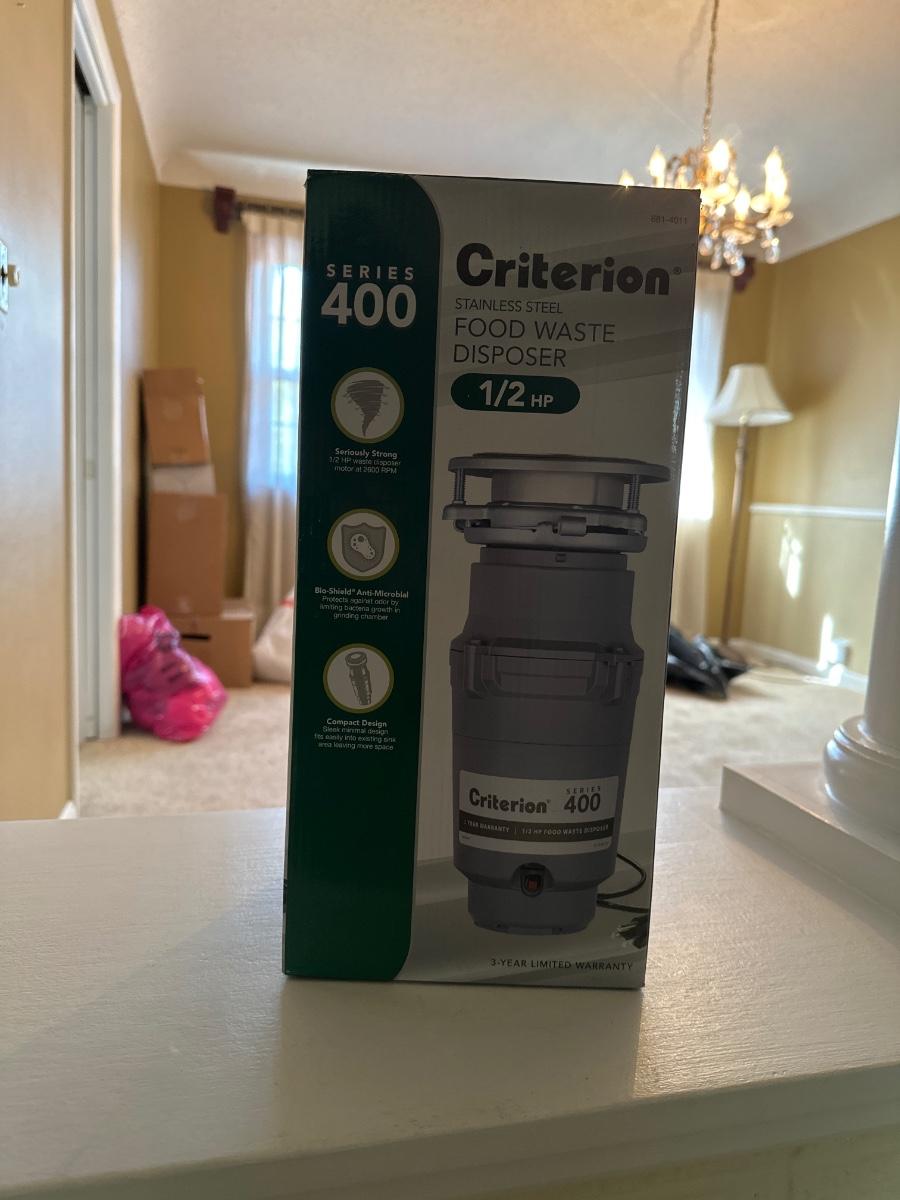 681-4011
SERIES
400
Criterion®
STAINLESS STEEL
FOOD WASTE
DISPOSER
1/2 HP
Seriously Strong
1/2 HP waste disposer
motor at 2600 RPM
Bio-Shield® Anti-Microbial
Protects against odor by
limiting bacteria growth in
grinding chamber
Compact Design
Sleek minimal design
fits easily into existing sink
area leaving more space
Criterion® SERIES
400
YEAR WARRANTY | 1/2 HP FOOD WASTE DISPOSER
3-YEAR LIMITED WARRANTY